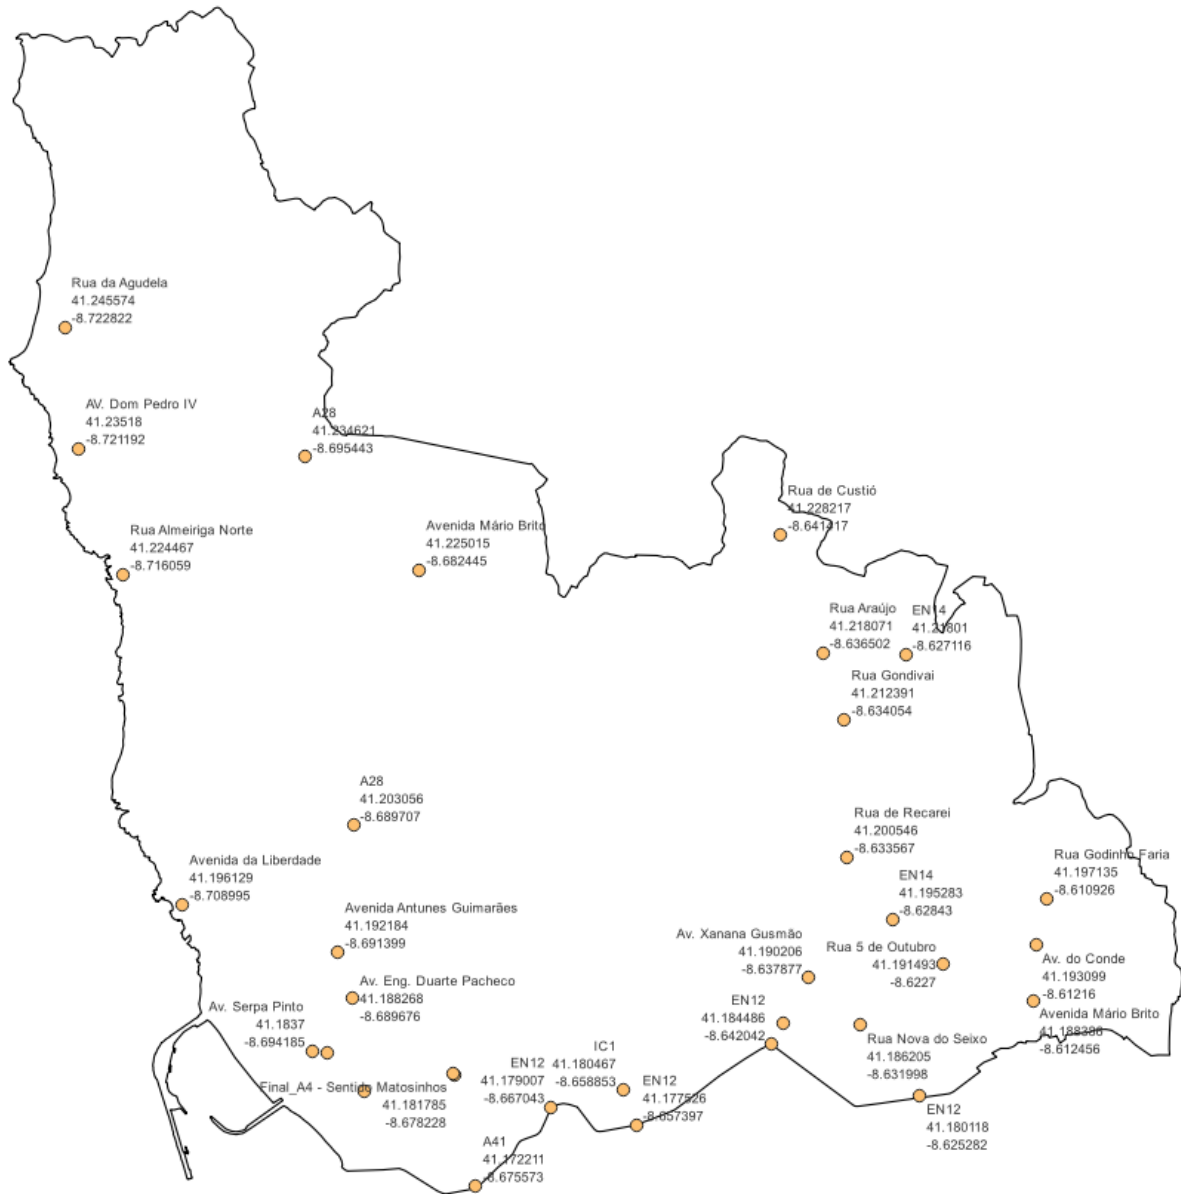 Rua da Agudela
41.245574
-8.722822
AV. Dom Pedro IV
41.23518
-8.721192
A28
41.234621
-8.695443
Rua de Custió
41.228217
-8.641417
Rua Almeiriga Norte
41.224467
-8.716059
Avenida Mário Brito
41.225015
-8.682445
Rua Araújo
41.218071
-8.636502
EN14
41.21801
-8.627116
Rua Gondivai
41.212391
-8.634054
A28
41.203056
-8.689707
Rua de Recarei
41.200546
-8.633567
Avenida da Liberdade
41.196129
-8.708995
Rua Godinho Faria
41.197135
-8.610926
EN14
41.195283
-8.62843
Avenida Antunes Guimarães
41.192184
-8.691399
Av. Xanana Gusmão
41.190206
-8.637877
Rua 5 de Outubro
41.191493
-8.6227
Av. do Conde
41.193099
-8.61216
Av. Eng. Duarte Pacheco
41.188268
-8.689676
Av. Serpa Pinto
41.1837
-8.694185
EN12
41.184486
-8.642042
Avenida Mário Brito
41.188386
-8.612456
Rua Nova do Seixo
41.186205
-8.631998
IC1
41.180467
-8.658853
EN12
41.179007
-8.667043
EN12
41.177526
-8.657397
Final_A4 - Sentido Matosinhos
41.181785
-8.678228
EN12
41.180118
-8.625282
A41
41.172211
-8.675573